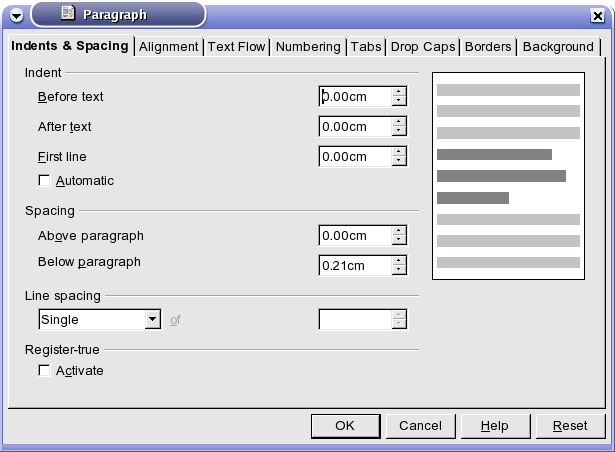 Paragraph
Indents & Spacing Alignment Text Flow Numbering Tabs Drop Caps Borders Background
Indent
Before text 0.00cm
After text 0.00cm
First line 0.00cm
Automatic
Spacing
Above paragraph 0.00cm
Below paragraph 0.21cm
Line spacing
Single of
Register-true
Activate
OK Cancel Help Reset